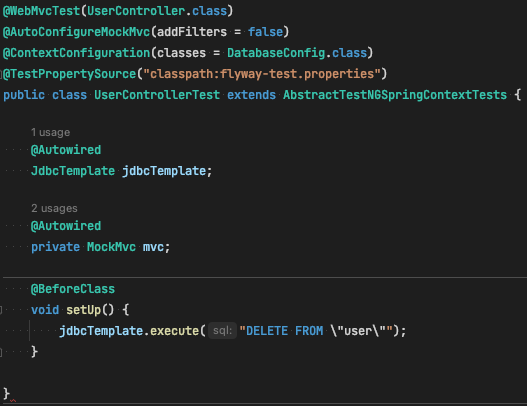 @WebMvcTest(UserController.class)
@AutoConfigureMockMvc(addFilters = false)
@ContextConfiguration(classes = DatabaseConfig.class)
@TestPropertySource("classpath:flyway-test.properties")
public class UserControllerTest extends AbstractTestNGSpringContextTests {
1 usage
@Autowired
JdbcTemplate jdbcTemplate;
2 usages
@Autowired
private MockMvc mvc;
@BeforeClass
void setUp() {
jdbcTemplate.execute( sql: "DELETE FROM \"user\"");
}
}